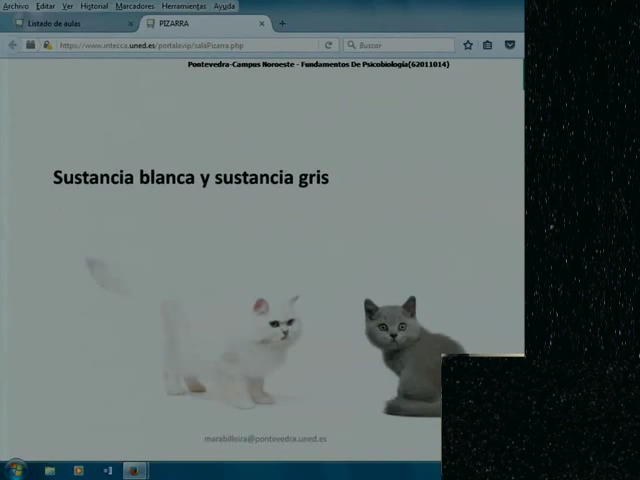 Archivo Editar Ver Historial Marcadores Herramientas Ayuda
Listado de aulas
PIZARRA
https://www.intecca.uned.es/portalavip/salaPizarra.php
Buscar
Pontevedra-Campus Noroeste - Fundamentos De Psicobiología(62011014)
Sustancia blanca y sustancia gris
marabilleira@pontevedra.uned.es